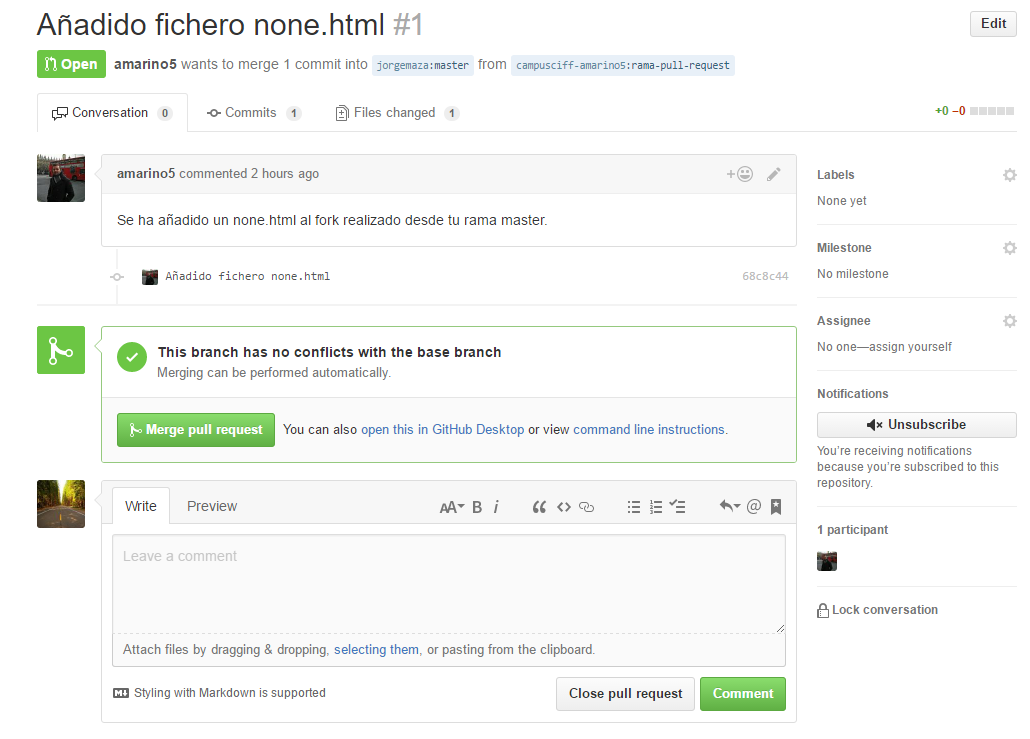 Añadido fichero none.html #1
Edit
Open amarino5 wants to merge 1 commit into jorgemaza:master from campusciff-amarino5:rama-pull-request
Conversation 0 Commits 1 Files changed 1
+0 −0
amarino5 commented 2 hours ago
Se ha añadido un none.html al fork realizado desde tu rama master.
Añadido fichero none.html 68c8c44
This branch has no conflicts with the base branch
Merging can be performed automatically.
Merge pull request You can also open this in GitHub Desktop or view command line instructions.
Write Preview
AA B i
Leave a comment
Attach files by dragging & dropping, selecting them, or pasting from the clipboard.
Styling with Markdown is supported
Close pull request Comment
Labels
None yet
Milestone
No milestone
Assignee
No one—assign yourself
Notifications
Unsubscribe
You're receiving notifications
because you're subscribed to this
repository.
1 participant
Lock conversation